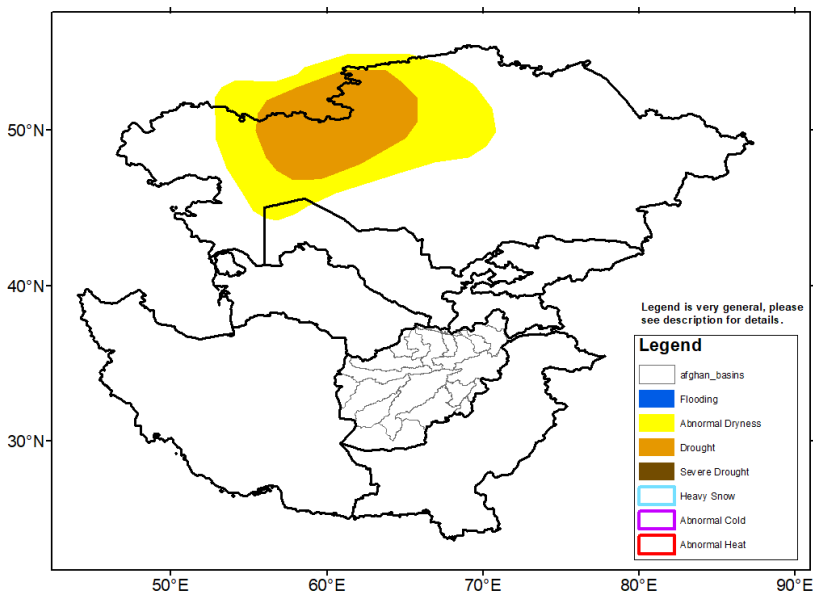 50°N
40°N
30°N
Legend is very general, please
see description for details.
Legend
afghan_basins
Flooding
Abnormal Dryness
Drought
Severe Drought
Heavy Snow
Abnormal Cold
Abnormal Heat
50°E
60°E
70°E
80°E
90°E